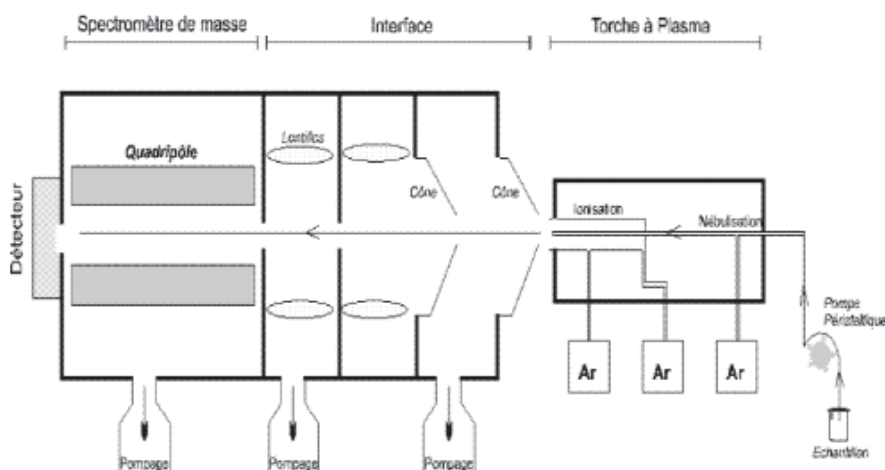 Spectromètre de masse Interface Torche à Plasma
Lentilles
Quadripôle
Cône Cône
Ionisation
Nébulisation
Détecteur
Pompe
Péristaltique
Ar Ar Ar
Echantillon
Pompage Pompage Pompage